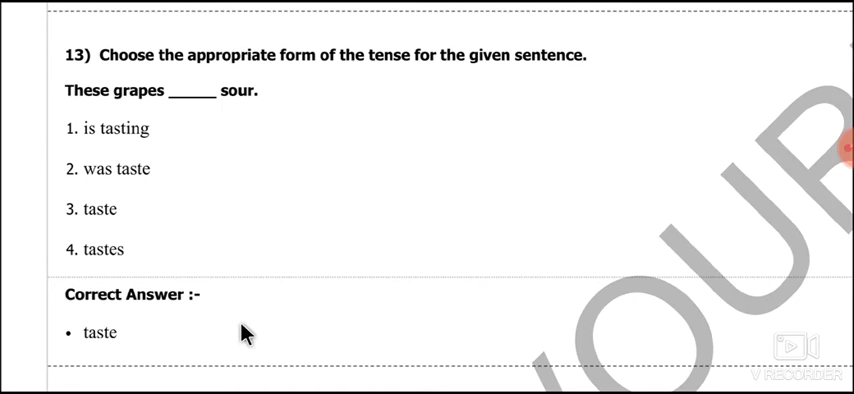 13) Choose the appropriate form of the tense for the given sentence.
These grapes ______ sour.
1. is tasting
2. was taste
3. taste
4. tastes
Correct Answer :-
• taste
YOUR
V RECORDER